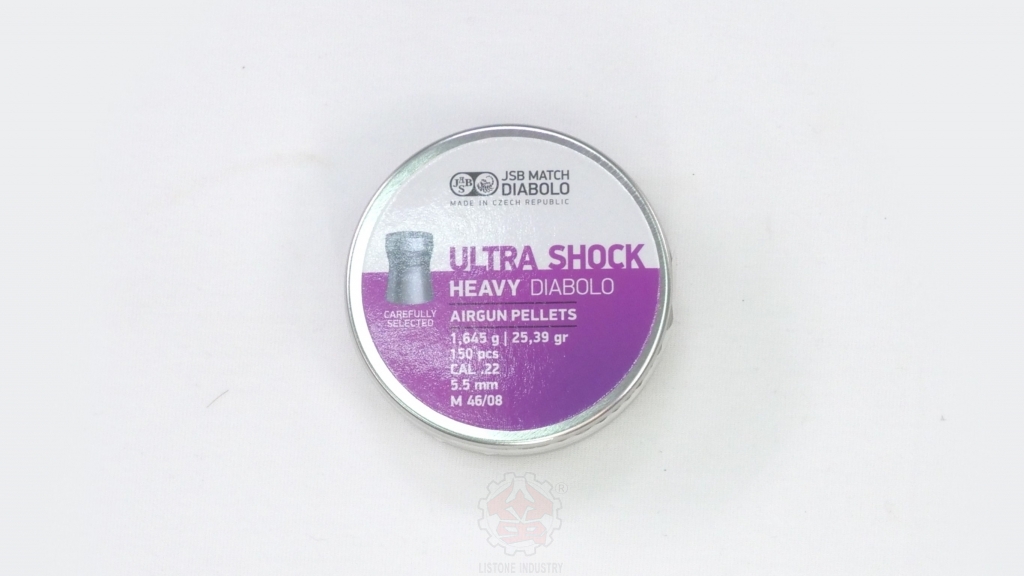 JSB
JSB MATCH
DIABOLO
MADE IN CZECH REPUBLIC
ULTRA SHOCK
HEAVY DIABOLO
CAREFULLY
SELECTED
AIRGUN PELLETS
1,645 g | 25,39 gr
150 pcs
CAL .22
5.5 mm
M 46/08
®
LISTONE INDUSTRY